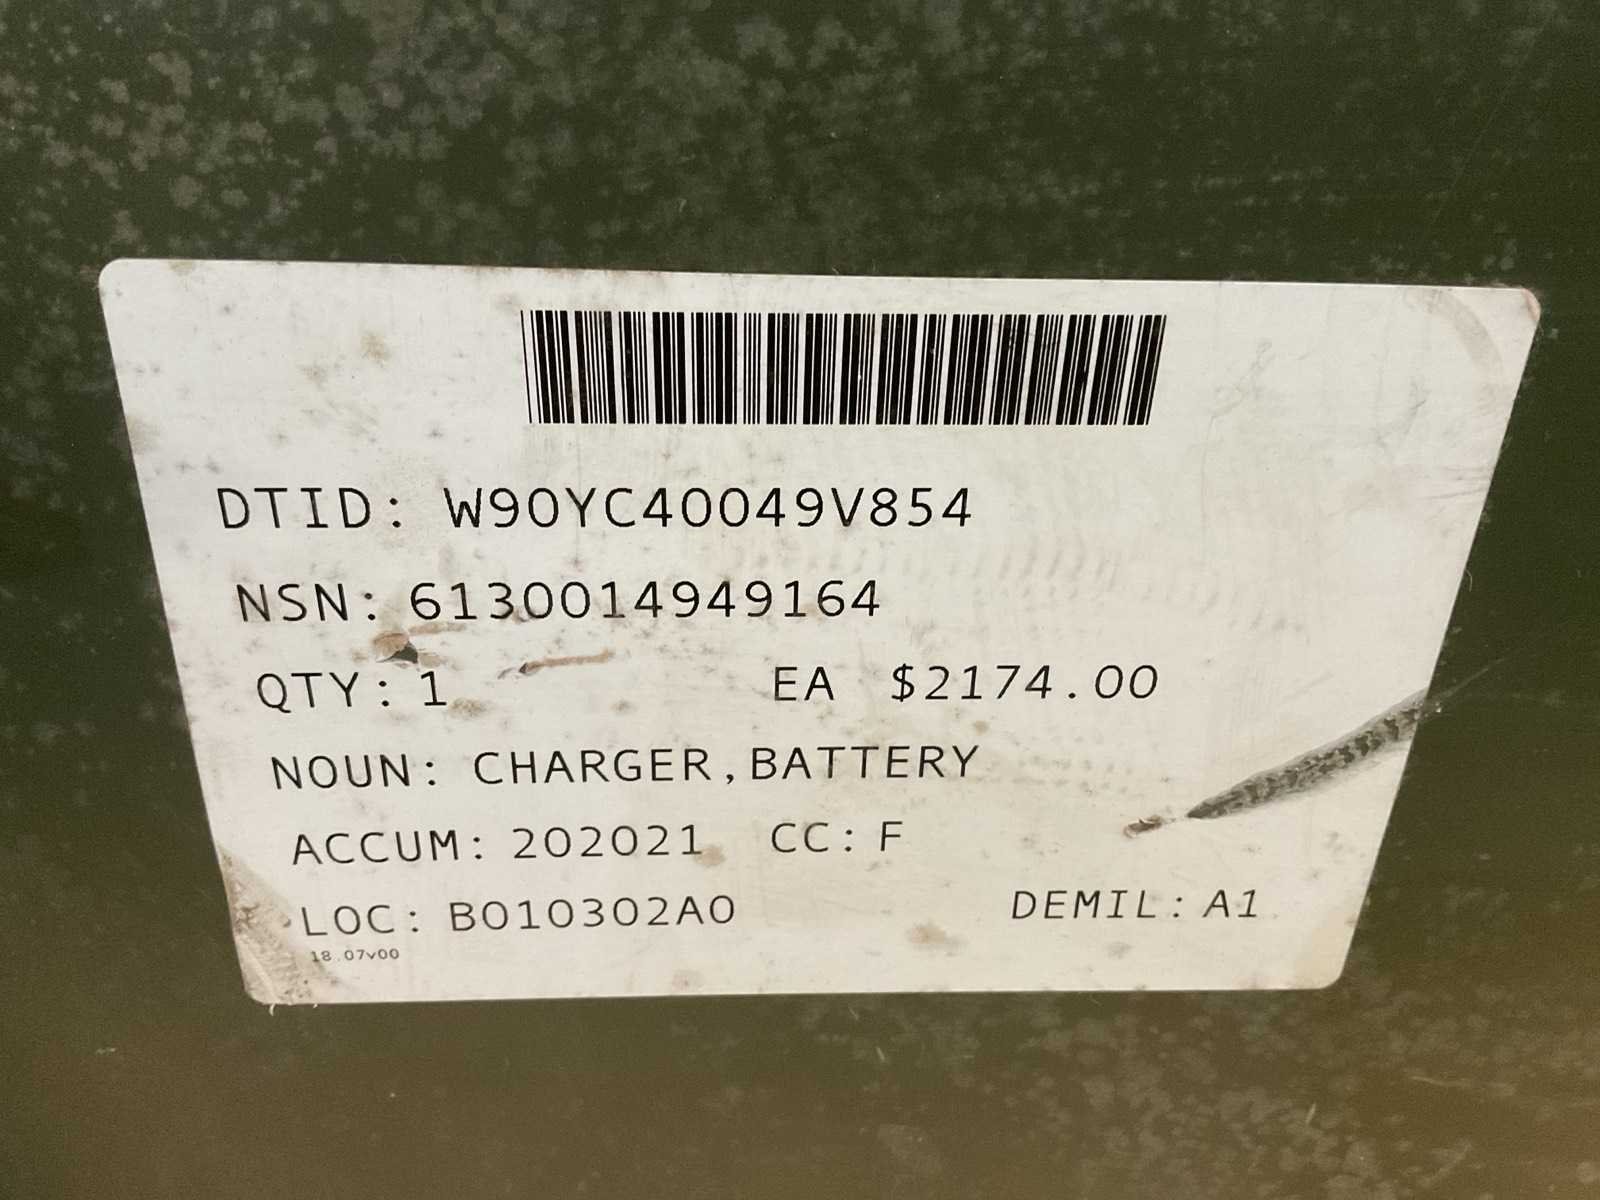 DTID: W90YC40049V854
NSN: 6130014949164
QTY: 1 EA $2174.00
NOUN: CHARGER,BATTERY
ACCUM: 202021 CC: F
LOC: B010302A0 DEMIL: A1
18.07v00